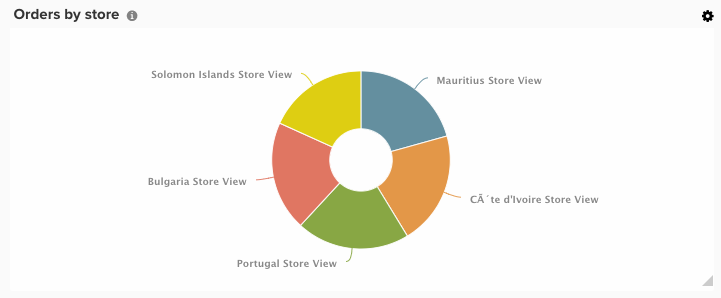 Orders by store
Solomon Islands Store View
Mauritius Store View
Bulgaria Store View
CÃ´te d'Ivoire Store View
Portugal Store View